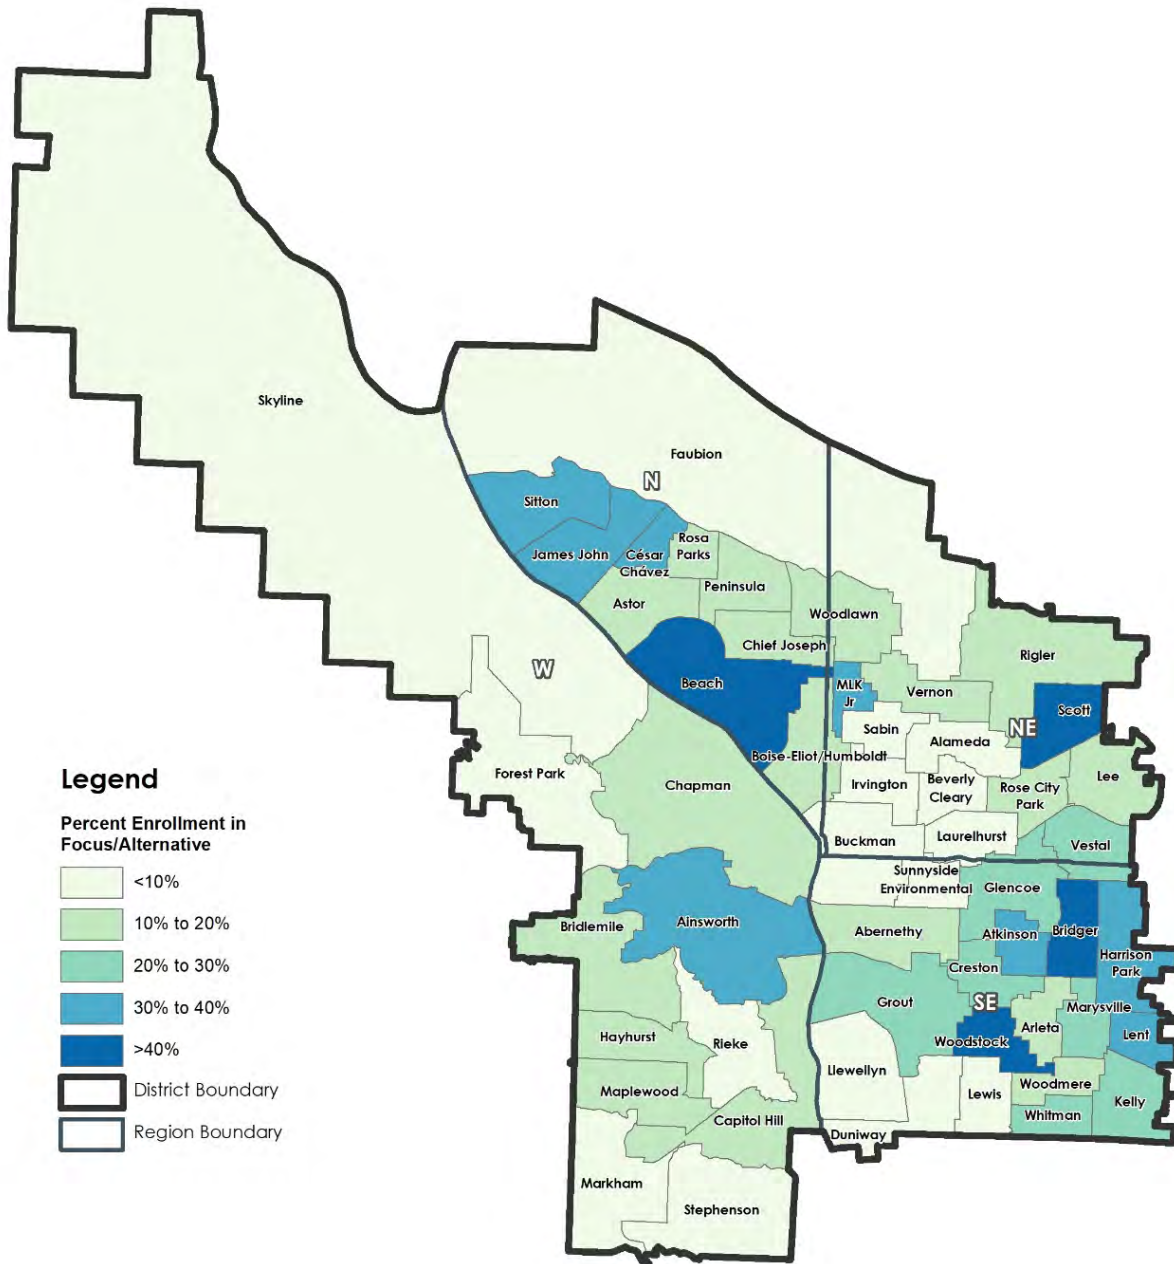 Skyline
Faubion
N
Sitton
James John
César
Chávez
Rosa
Parks
Peninsula
Astor
Woodlawn
Chief Joseph
Rigler
W
Beach
MLK
Jr
Vernon
Scott
Sabin
NE
Alameda
Boise-Eliot/Humboldt
Forest Park
Chapman
Irvington
Beverly
Cleary
Rose City
Park
Lee
Buckman
Laurelhurst
Vestal
Legend
Percent Enrollment in
Focus/Alternative
<10%
10% to 20%
20% to 30%
30% to 40%
>40%
District Boundary
Region Boundary
Sunnyside
Environmental
Glencoe
Ainsworth
Bridlemile
Abernethy
Atkinson
Bridger
Harrison
Park
Creston
Grout
SE
Marysville
Arleta
Lent
Woodstock
Hayhurst
Rieke
Llewellyn
Maplewood
Lewis
Woodmere
Kelly
Capitol Hill
Whitman
Duniway
Markham
Stephenson